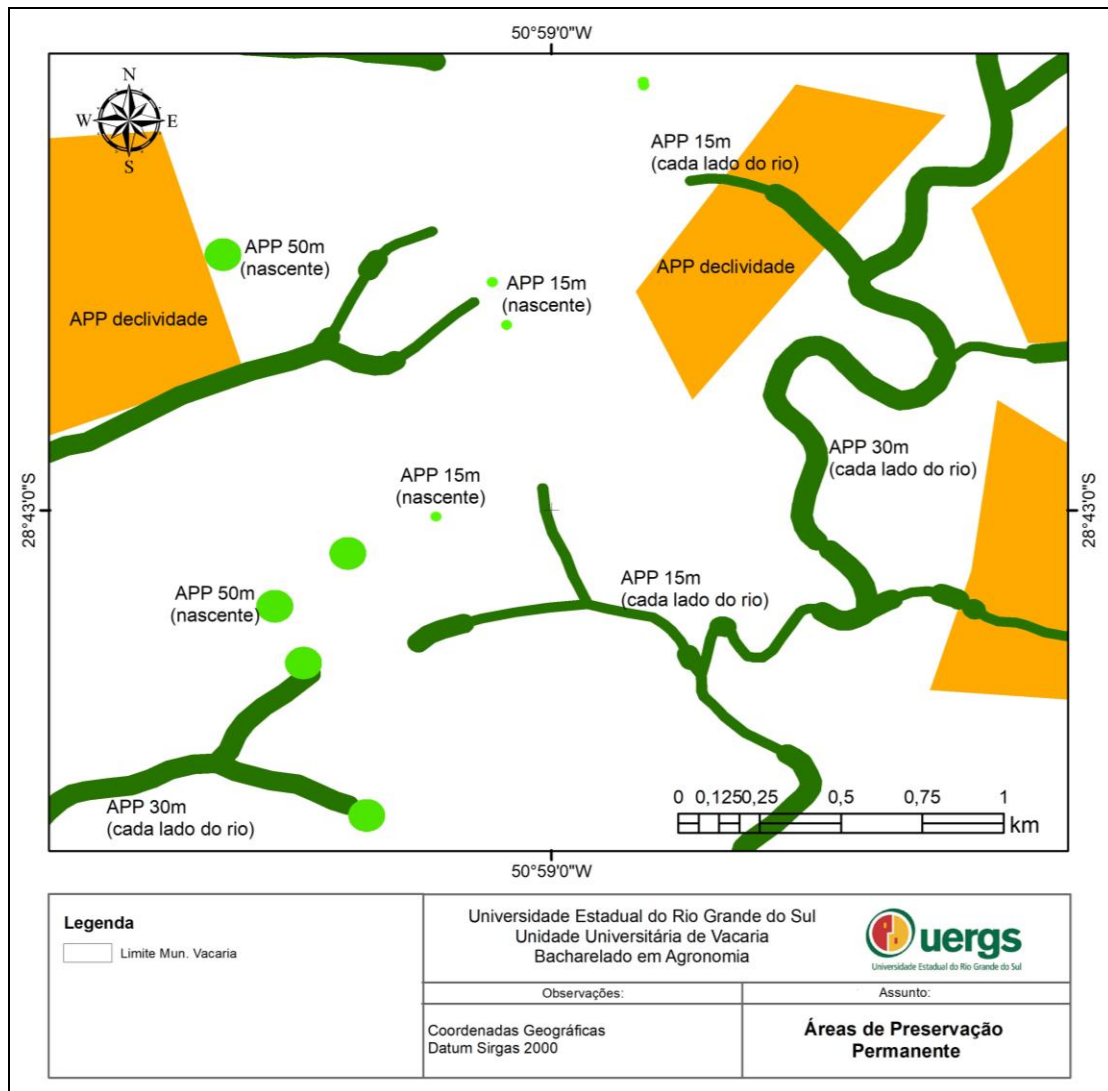 50°59'0"W
N
W E
S
APP 15m
(cada lado do rio)
APP 50m
(nascente)
APP 15m
(nascente)
APP declividade
APP declividade
APP 15m
(nascente)
APP 30m
(cada lado do rio)
28°43'0"S
28°43'0"S
APP 50m
(nascente)
APP 15m
(cada lado do rio)
APP 30m
(cada lado do rio)
0 0,125 0,25 0,5 0,75 1
km
50°59'0"W
Legenda
Limite Mun. Vacaria
Universidade Estadual do Rio Grande do Sul
Unidade Universitária de Vacaria
Bacharelado em Agronomia
uergs
Universidade Estadual do Rio Grande do Sul
Observações:
Assunto:
Coordenadas Geográficas
Datum Sirgas 2000
Áreas de Preservação
Permanente